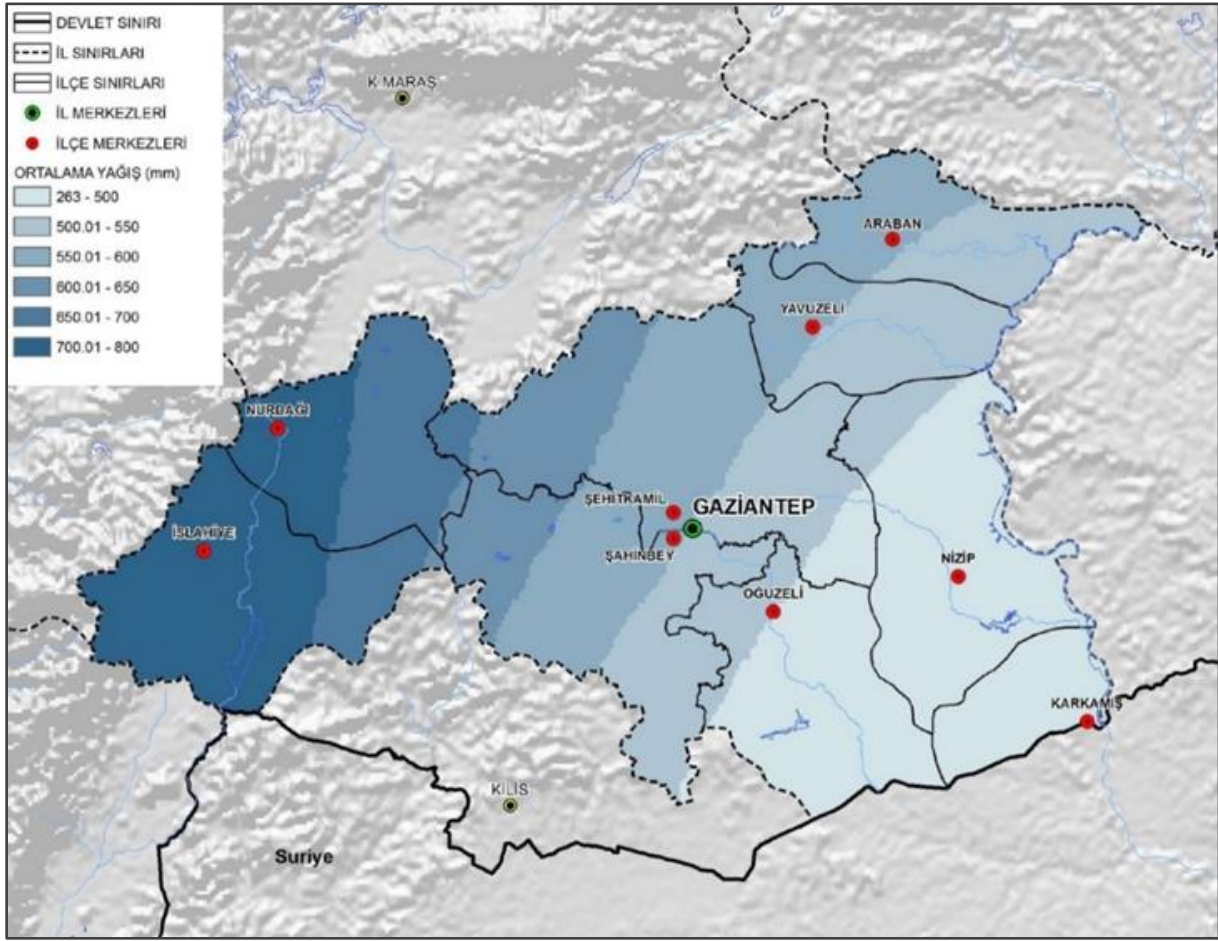 DEVLET SINIRI
İL SINIRLARI
İLÇE SINIRLARI
İL MERKEZLERİ
İLÇE MERKEZLERİ
ORTALAMA YAĞIŞ (mm)
263 - 500
500.01 - 550
550.01 - 600
600.01 - 650
650.01 - 700
700.01 - 800
K.MARAŞ
ARABAN
YAVUZELİ
NURDAĞI
ŞEHİTKAMİL
GAZİANTEP
İSLAHİYE
ŞAHİNBEY
NİZİP
OĞUZELİ
KARKAMIŞ
KİLİS
Suriye